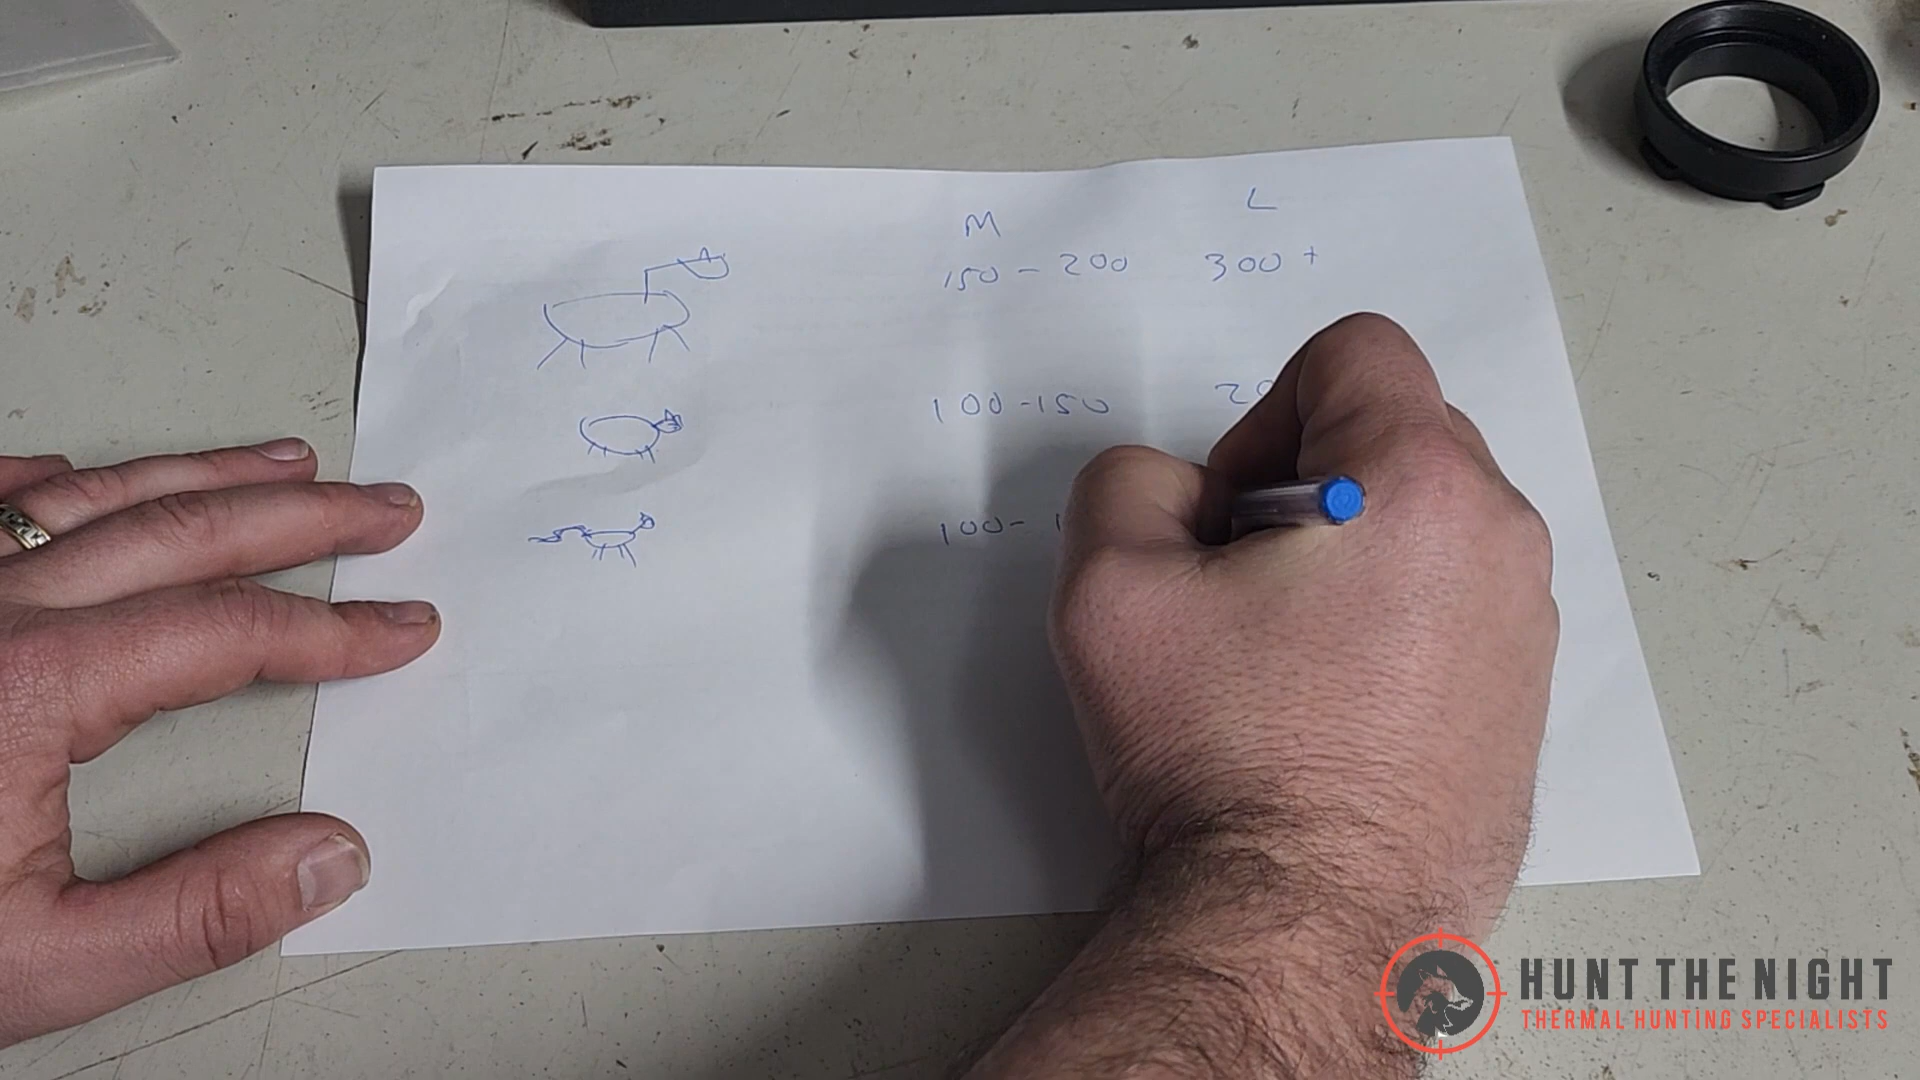 M L
150 - 200 300 +
100 - 150
100 -
HUNT THE NIGHT
THERMAL HUNTING SPECIALISTS